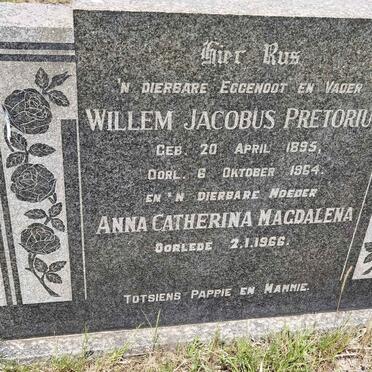 Hier Rus
'N DIERBARE EGGENOOT EN VADER
WILLEM JACOBUS PRETORIU
GEB. 20 APRIL 1895,
OORL. 6 OKTOBER 1964.
EN 'N DIERBARE MOEDER
ANNA CATHERINA MAGDALENA
OORLEDE 2.1.1966.
TOTSIENS PAPPIE EN MAMMIE.